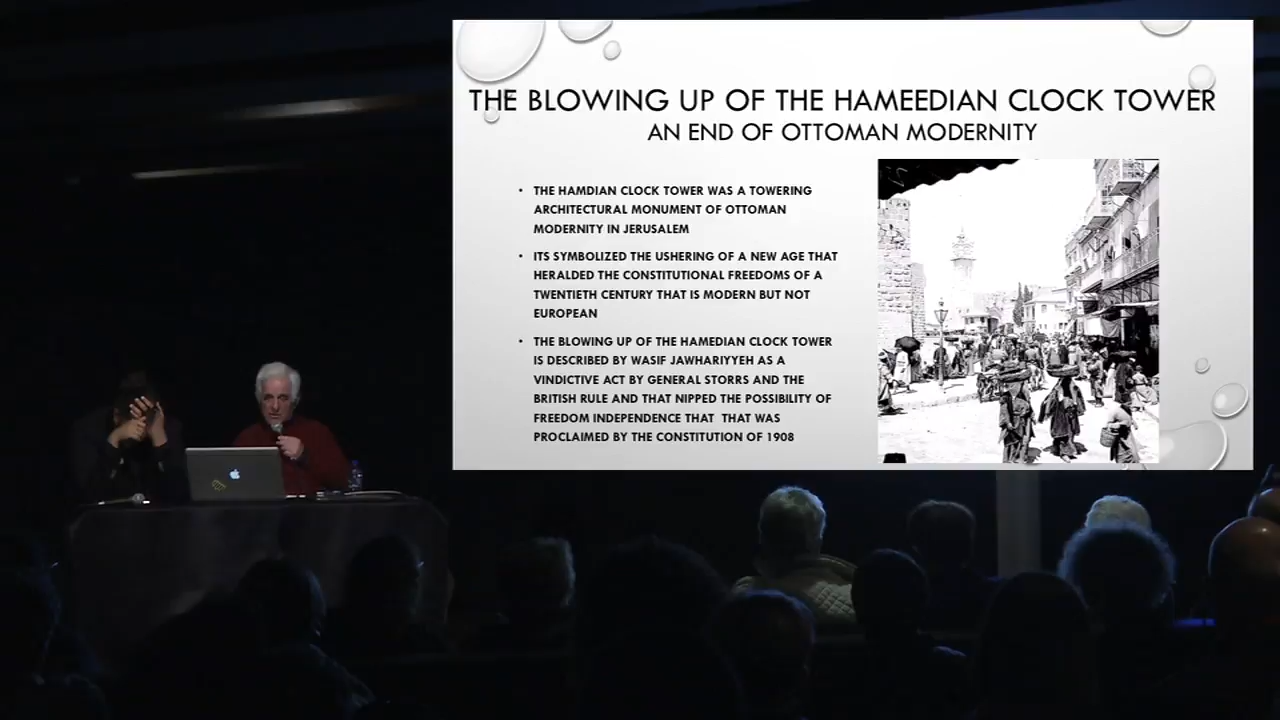 THE BLOWING UP OF THE HAMEEDIAN CLOCK TOWER
AN END OF OTTOMAN MODERNITY
• THE HAMDIAN CLOCK TOWER WAS A TOWERING
ARCHITECTURAL MONUMENT OF OTTOMAN
MODERNITY IN JERUSALEM
• ITS SYMBOLIZED THE USHERING OF A NEW AGE THAT
HERALDED THE CONSTITUTIONAL FREEDOMS OF A
TWENTIETH CENTURY THAT IS MODERN BUT NOT
EUROPEAN
• THE BLOWING UP OF THE HAMEDIAN CLOCK TOWER
IS DESCRIBED BY WASIF JAWHARIYYEH AS A
VINDICTIVE ACT BY GENERAL STORRS AND THE
BRITISH RULE AND THAT NIPPED THE POSSIBILITY OF
FREEDOM INDEPENDENCE THAT THAT WAS
PROCLAIMED BY THE CONSTITUTION OF 1908